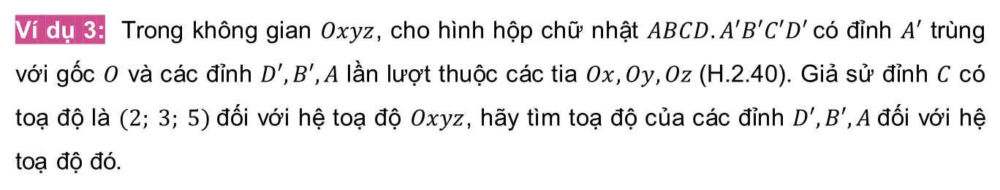 Ví dụ 3: Trong không gian Oxyz, cho hình hộp chữ nhật ABCD.A′B′C′D′ có đỉnh A′ trùng
với gốc O và các đỉnh D′,B′,A lần lượt thuộc các tia Ox,Oy,Oz (H.2.40). Giả sử đỉnh C có
toạ độ là (2; 3; 5) đối với hệ toạ độ Oxyz, hãy tìm toạ độ của các đỉnh D′,B′,A đối với hệ
toạ độ đó.